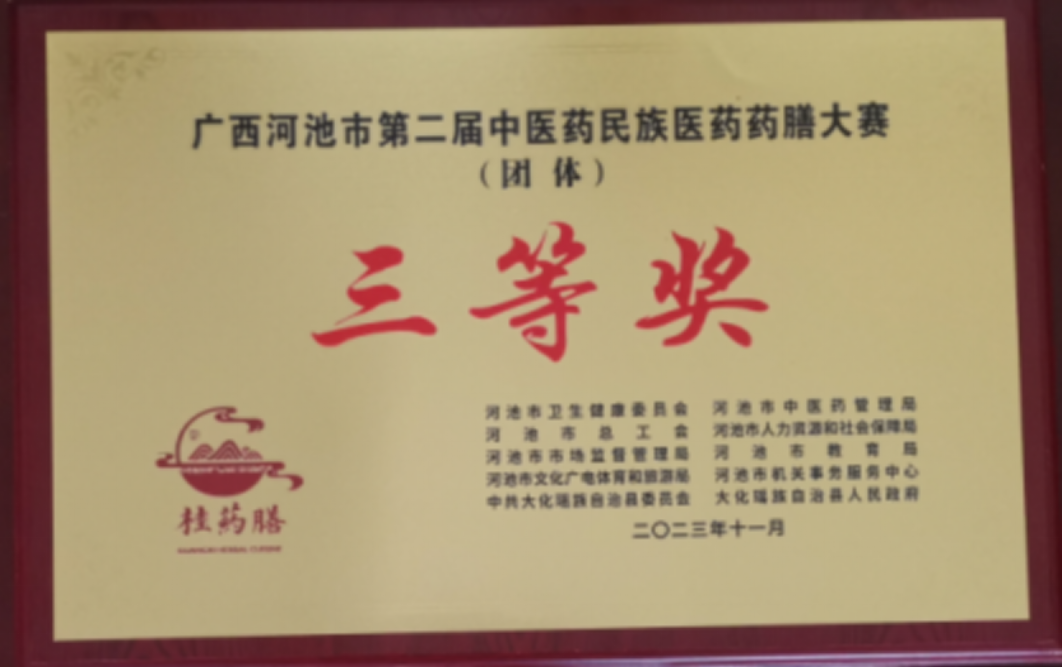 广西河池市第二届中医药民族医药药膳大赛
（团 体）
三等奖
河池市卫生健康委员会 河池市中医药管理局
河池市总工会 河池市人力资源和社会保障局
河池市市场监督管理局 河池市教育局
河池市文化广电体育和旅游局 河池市机关事务服务中心
中共大化瑶族自治县委员会 大化瑶族自治县人民政府
二〇二三年十一月
桂药膳